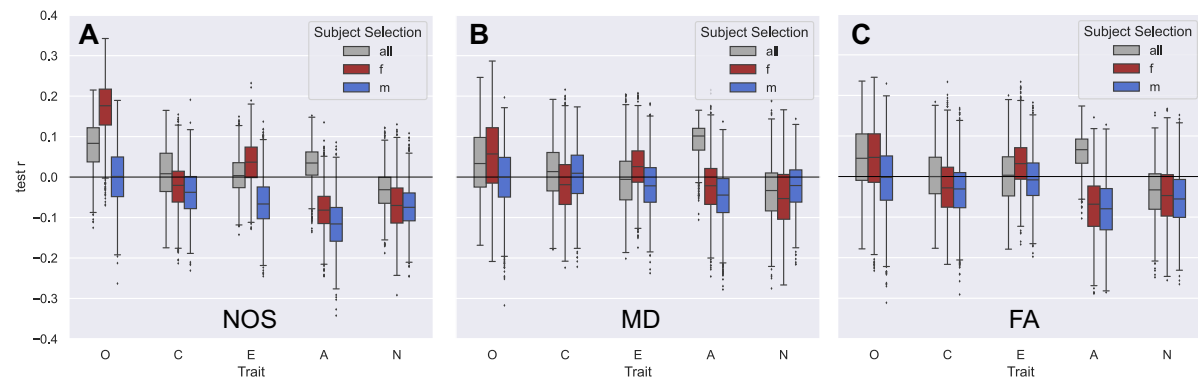 A
Subject Selection
all
f
m
B
Subject Selection
all
f
m
C
Subject Selection
all
f
m
0.4
0.3
0.2
0.1
0.0
−0.1
−0.2
−0.3
−0.4
test r
NOS
MD
FA
O C E A N
O C E A N
O C E A N
Trait
Trait
Trait